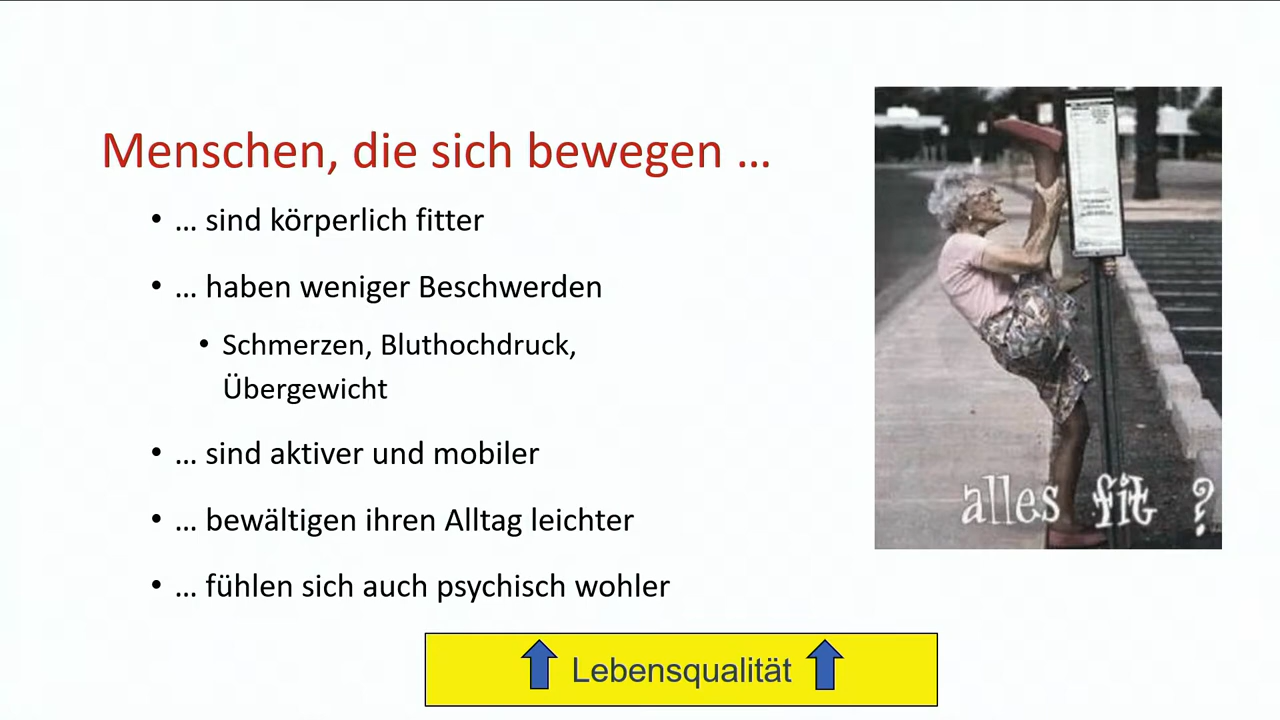 Menschen, die sich bewegen ...
• ... sind körperlich fitter
• ... haben weniger Beschwerden
• Schmerzen, Bluthochdruck,
Übergewicht
• ... sind aktiver und mobiler
• ... bewältigen ihren Alltag leichter
• ... fühlen sich auch psychisch wohler
alles fit ?
Lebensqualität